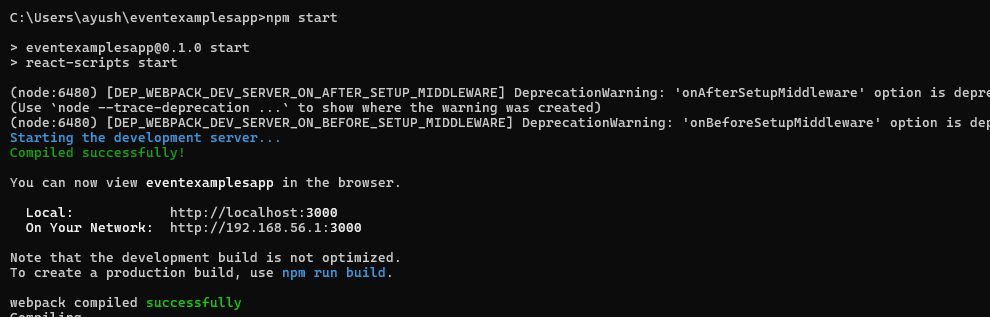 C:\Users\ayush\eventexamplesapp>npm start
> eventexamplesapp@0.1.0 start
> react-scripts start
(node:6480) [DEP_WEBPACK_DEV_SERVER_ON_AFTER_SETUP_MIDDLEWARE] DeprecationWarning: 'onAfterSetupMiddleware' option is depre
(Use `node --trace-deprecation ...` to show where the warning was created)
(node:6480) [DEP_WEBPACK_DEV_SERVER_ON_BEFORE_SETUP_MIDDLEWARE] DeprecationWarning: 'onBeforeSetupMiddleware' option is dep
Starting the development server...
Compiled successfully!
You can now view eventexamplesapp in the browser.
Local: http://localhost:3000
On Your Network: http://192.168.56.1:3000
Note that the development build is not optimized.
To create a production build, use npm run build.
webpack compiled successfully
Compiling